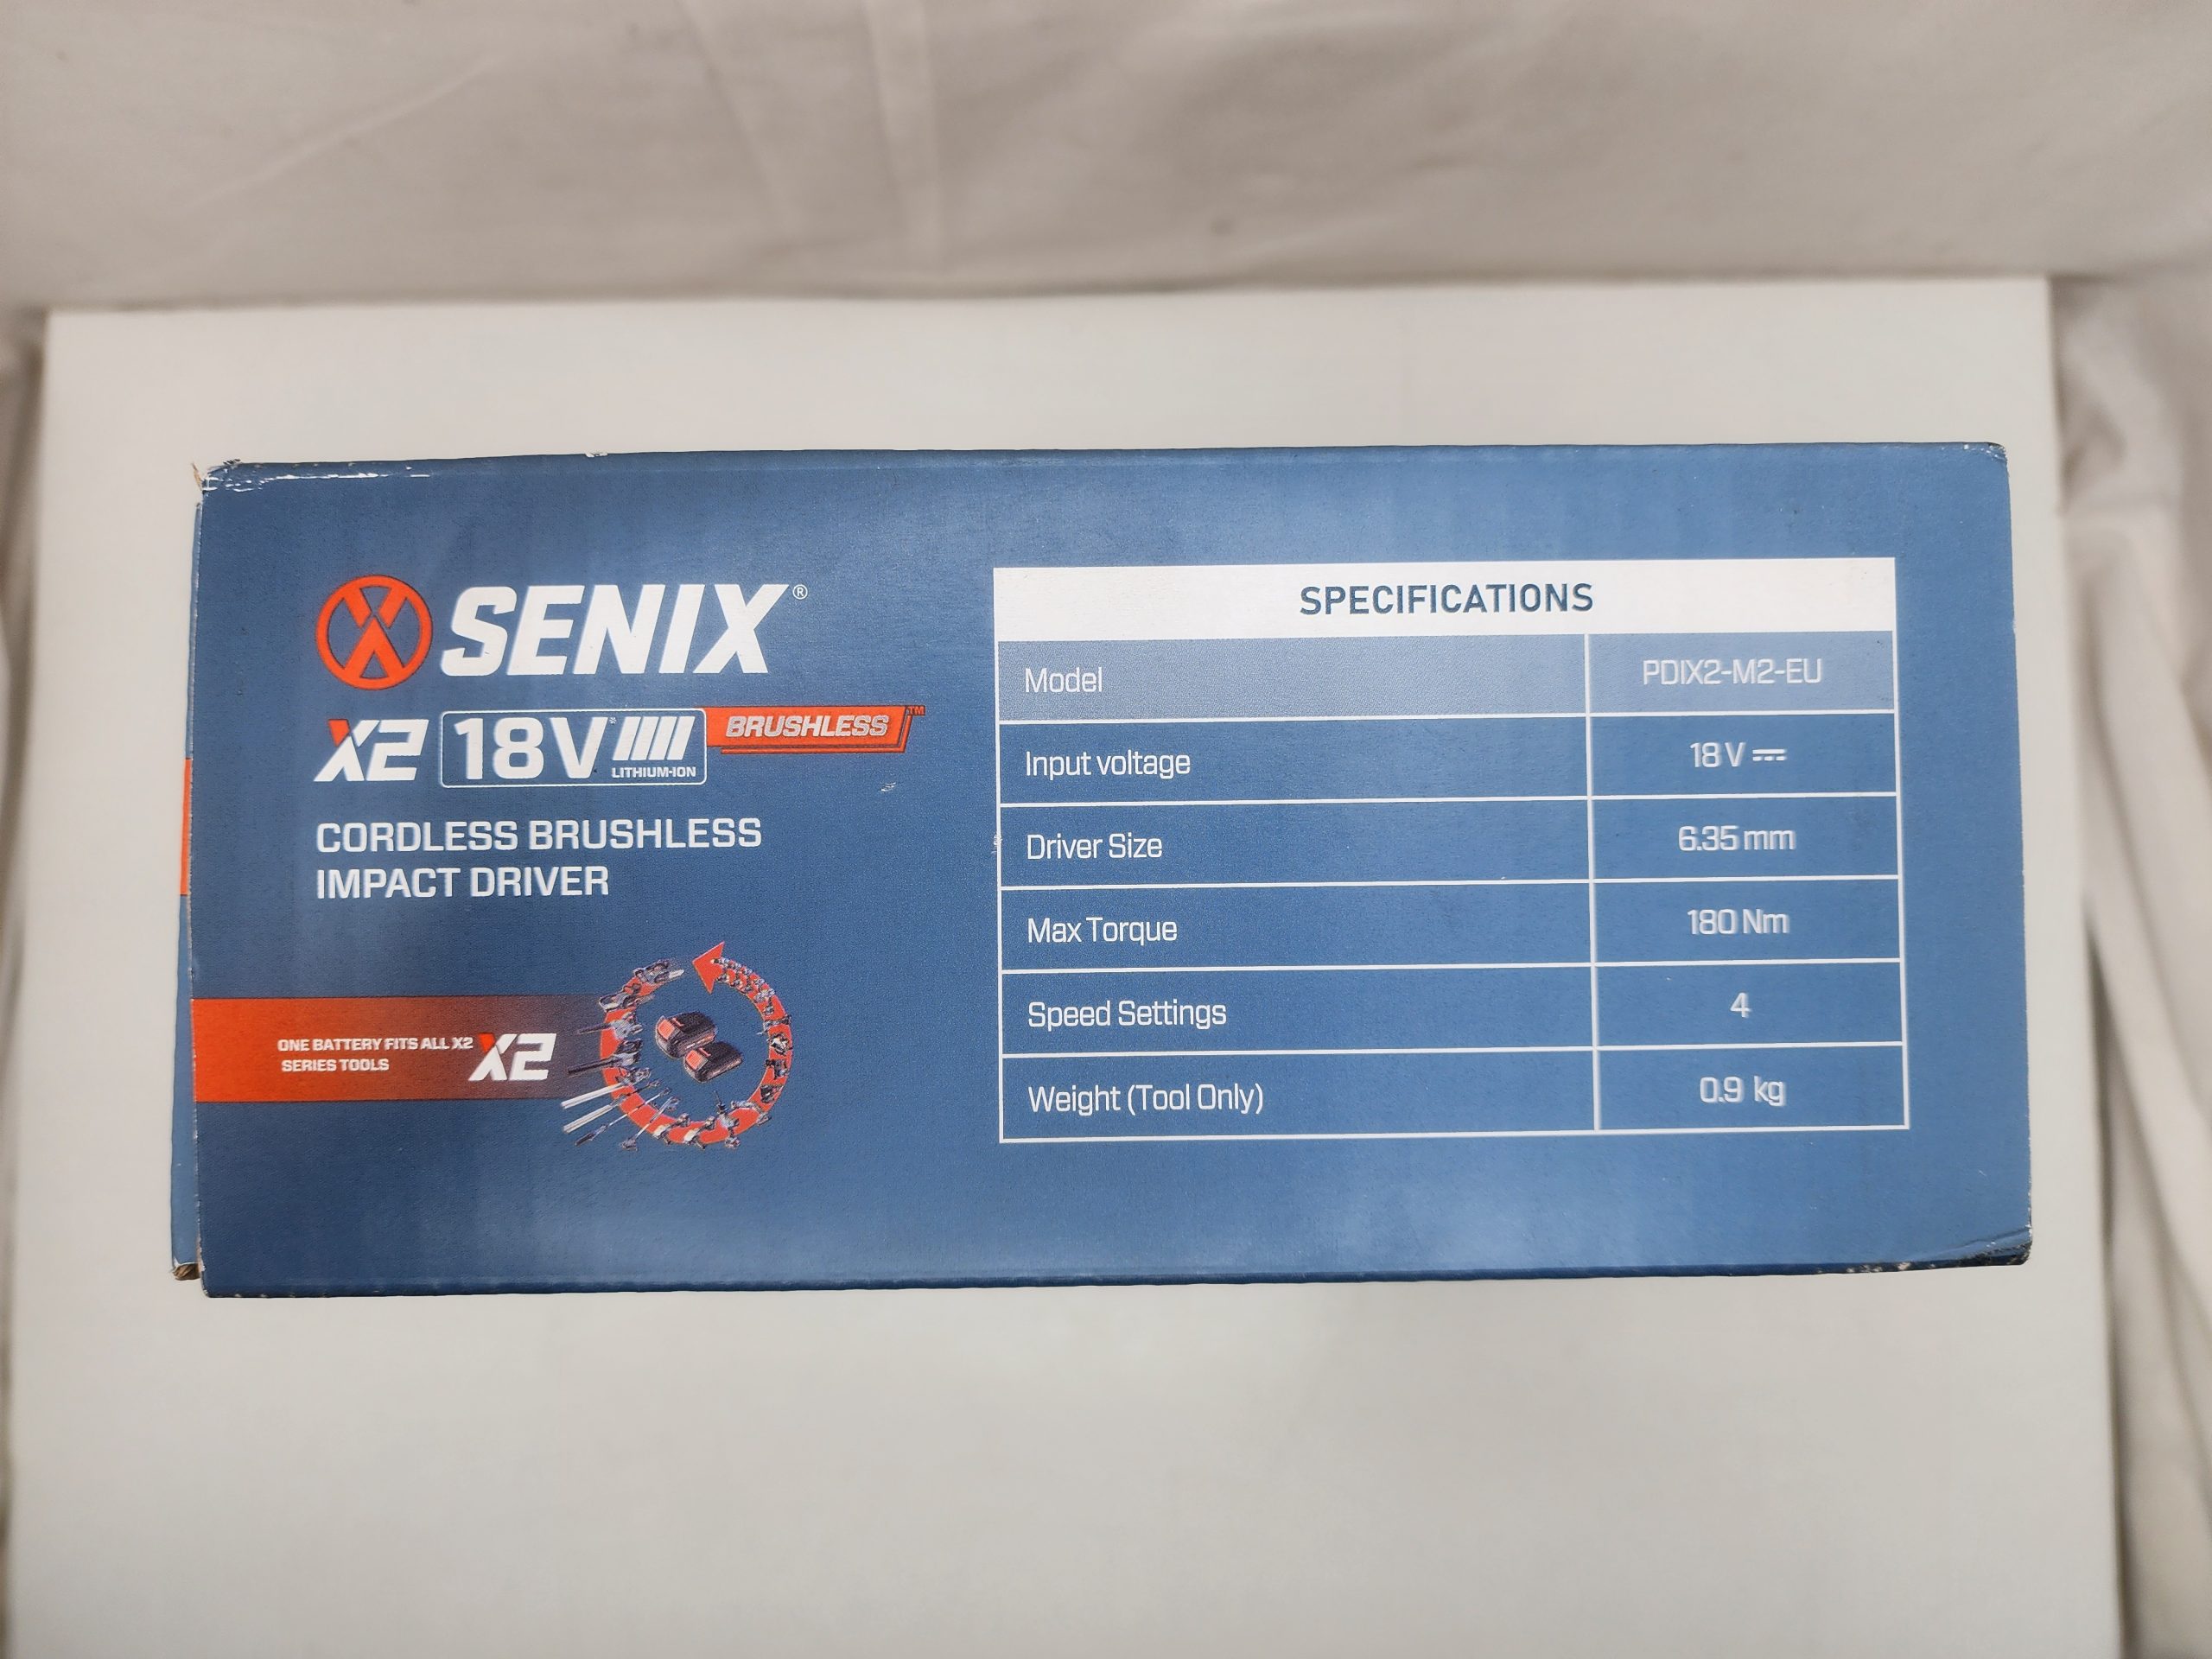 SENIX®
X2 18V* LITHIUM-ION BRUSHLESS™
CORDLESS BRUSHLESS
IMPACT DRIVER
ONE BATTERY FITS ALL X2
SERIES TOOLS
X2
SPECIFICATIONS
Model PDIX2-M2-EU
Input voltage 18 V ⎓
Driver Size 6.35 mm
Max Torque 180 Nm
Speed Settings 4
Weight (Tool Only) 0.9 kg